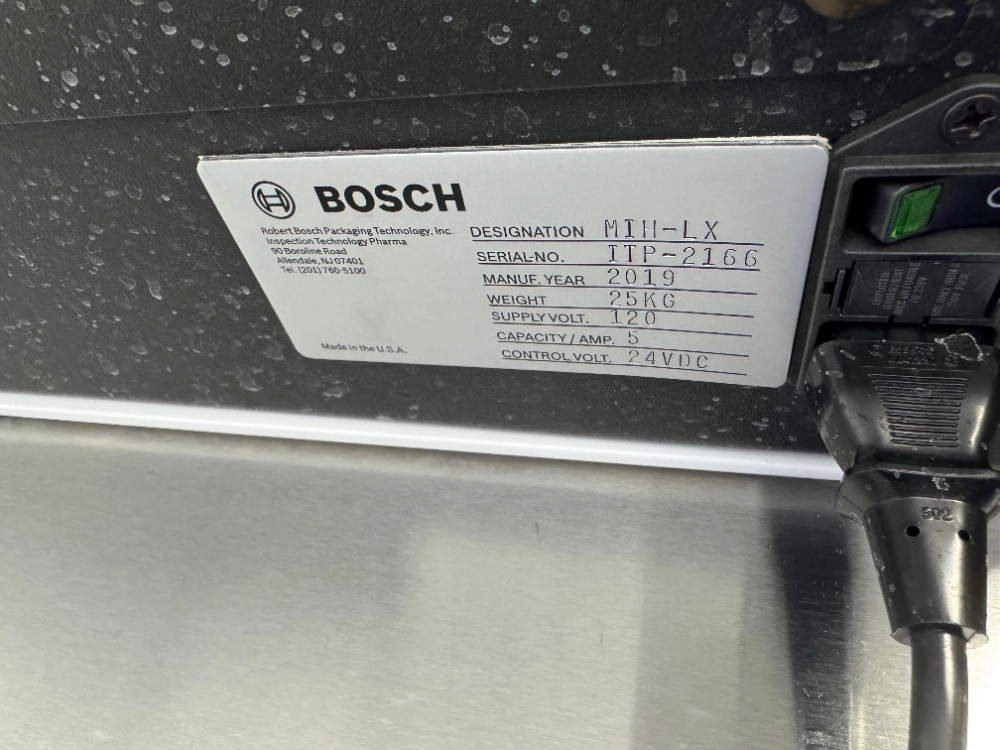 BOSCH
Robert Bosch Packaging Technology, Inc.
Inspection Technology Pharma
90 Boroline Road
Allendale, NJ 07401
Tel. (201) 760-5100
Made in the U.S.A.
DESIGNATION MIH-LX
SERIAL-NO. ITP-2166
MANUF. YEAR 2019
WEIGHT 25KG
SUPPLY VOLT. 120
CAPACITY / AMP. 5
CONTROL VOLT. 24VDC
502